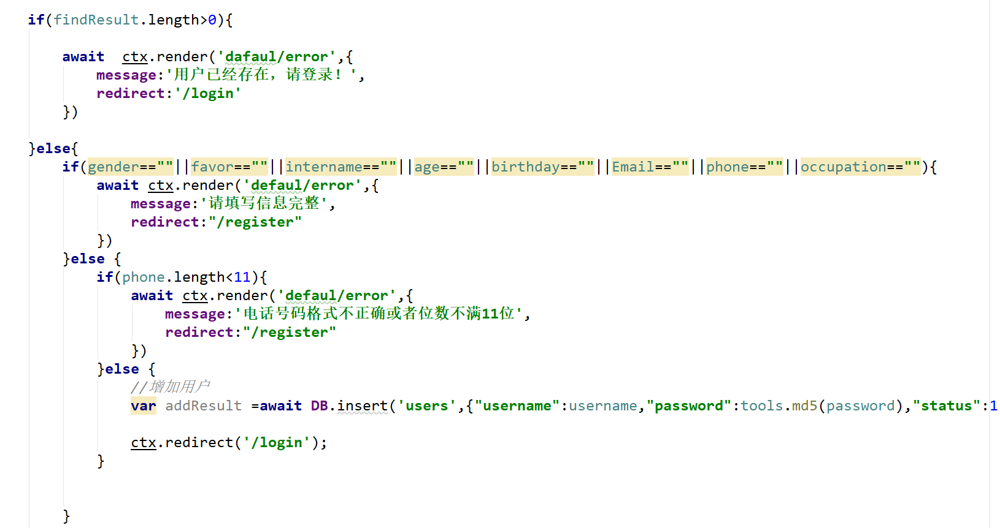 if(findResult.length>0){
await  ctx.render('dafaul/error',{
message:'用户已经存在，请登录！',
redirect:'/login'
})
}else{
if(gender==""||favor==""||intername==""||age==""||birthday==""||Email==""||phone==""||occupation==""){
await ctx.render('defaul/error',{
message:'请填写信息完整',
redirect:"/register"
})
}else {
if(phone.length<11){
await ctx.render('defaul/error',{
message:'电话号码格式不正确或者位数不满11位',
redirect:"/register"
})
}else {
//增加用户
var addResult =await DB.insert('users',{"username":username,"password":tools.md5(password),"status":1
ctx.redirect('/login');
}
}